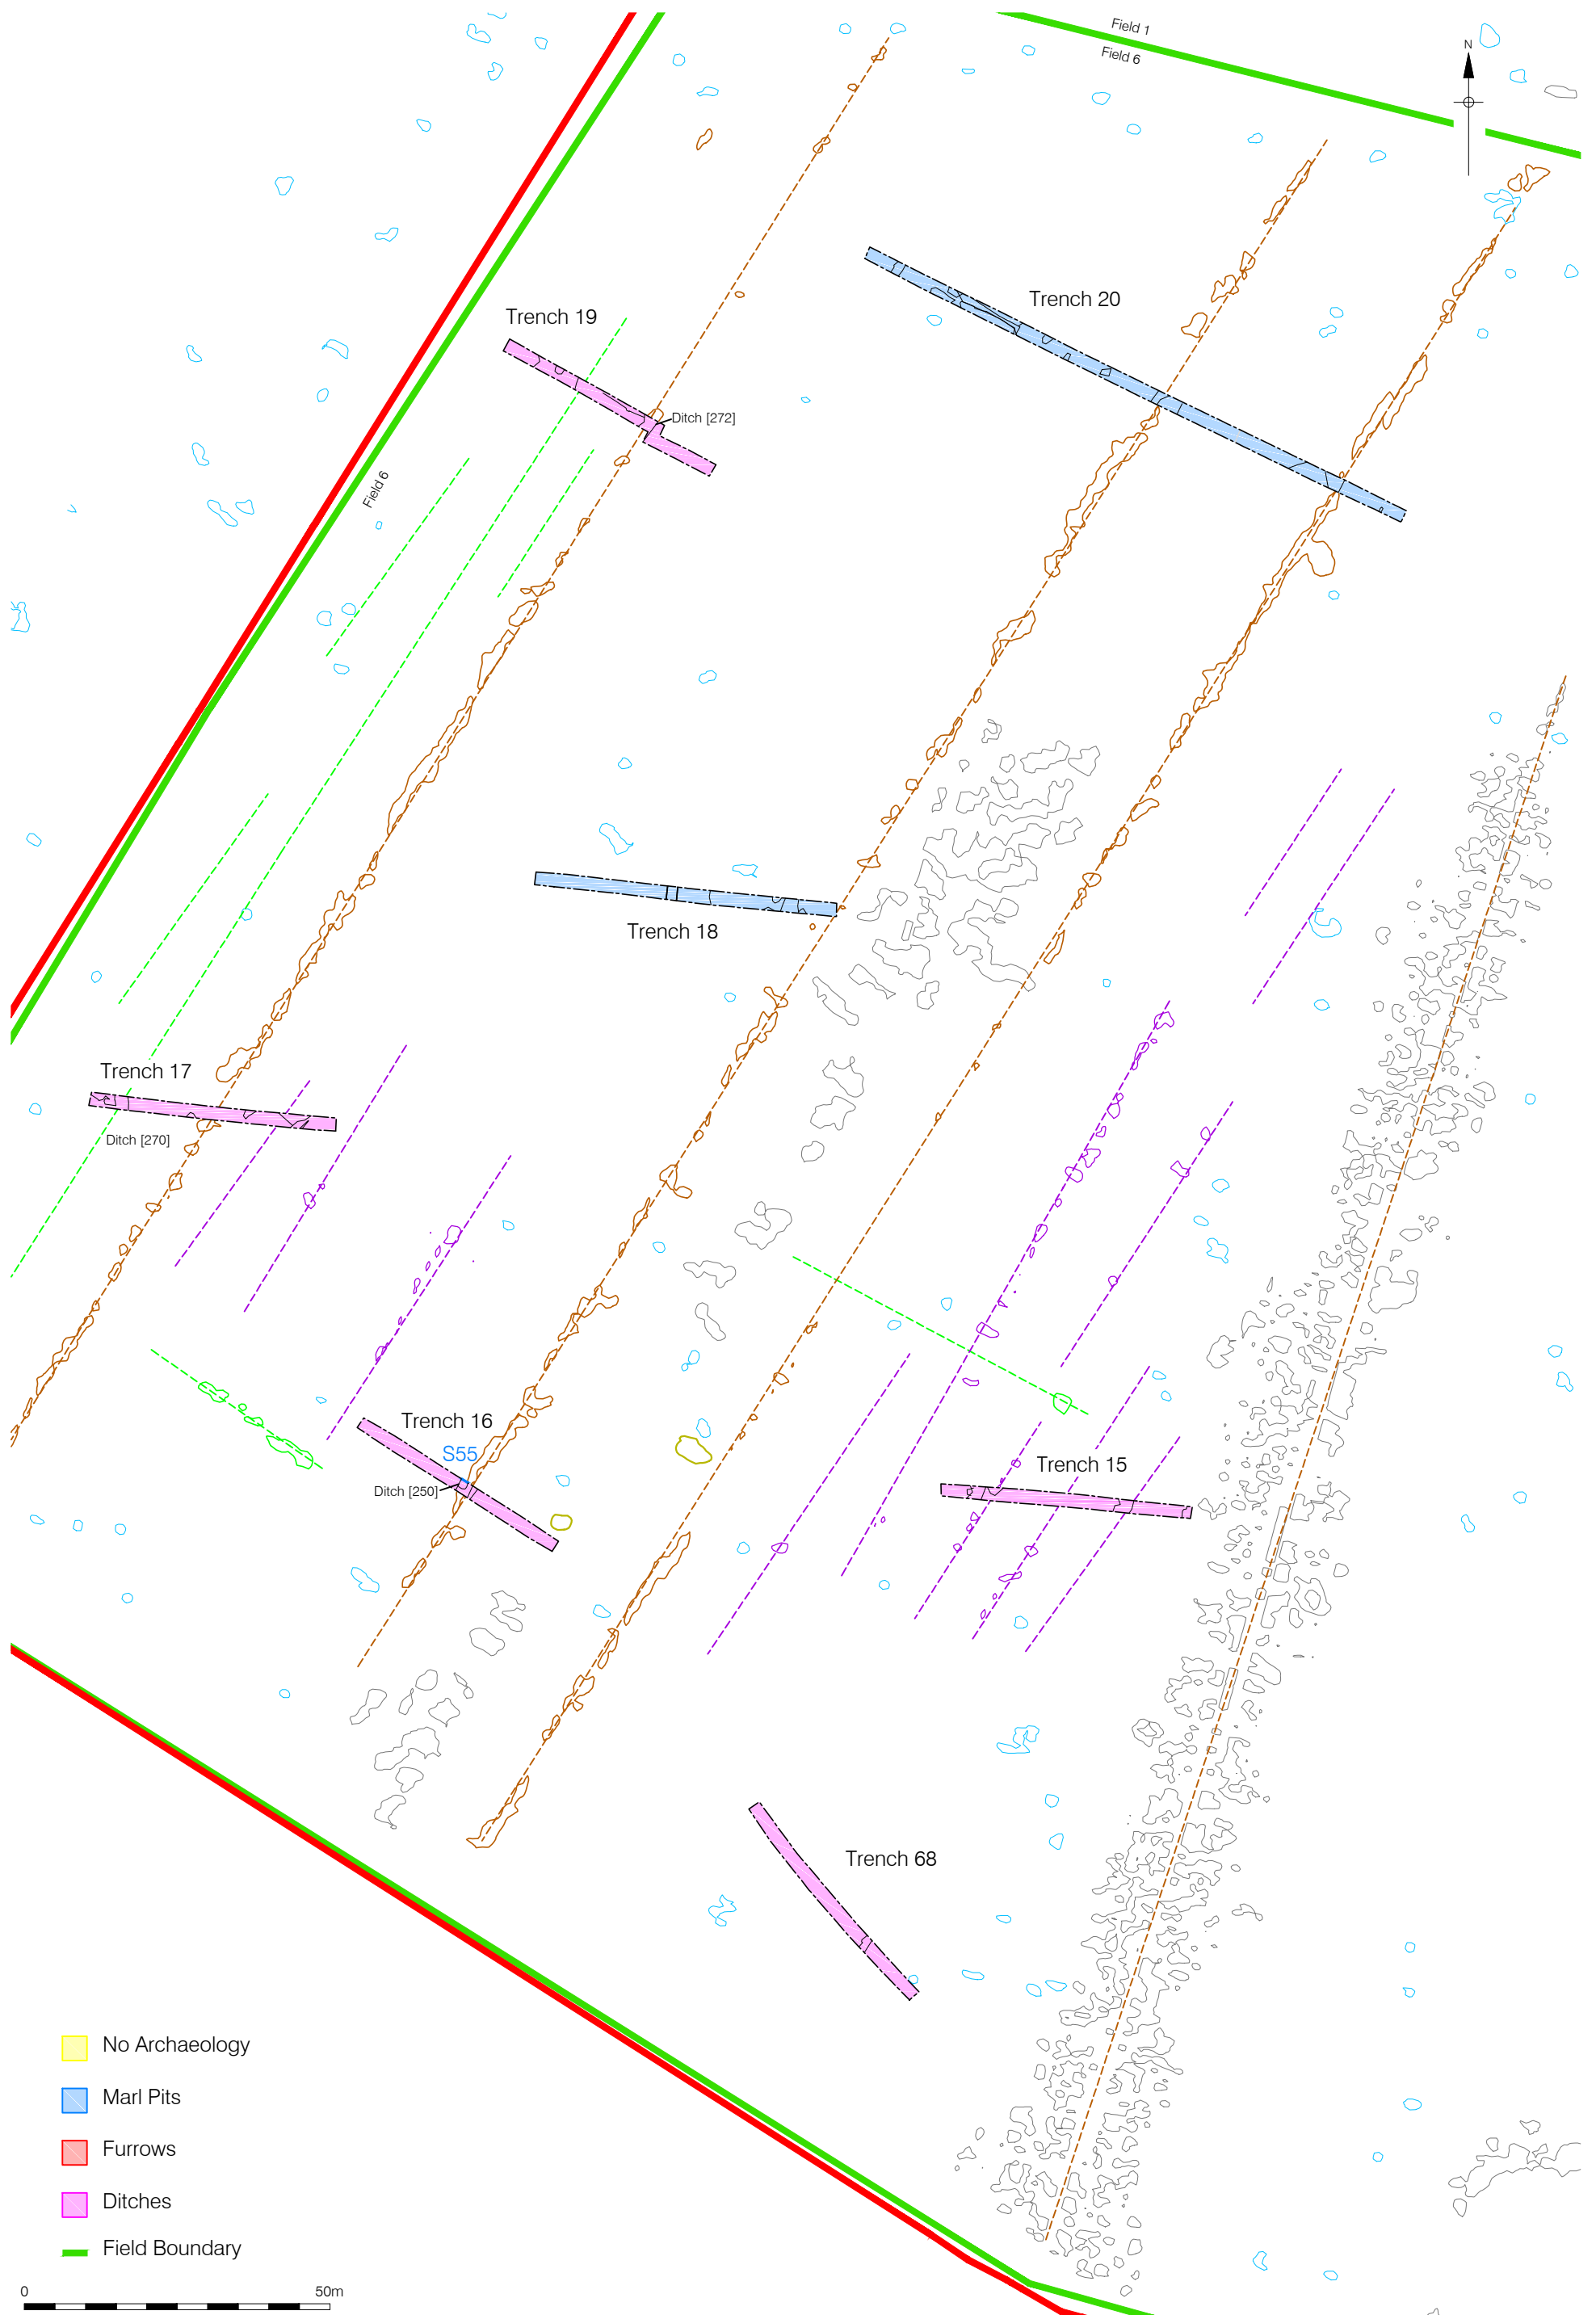 Field 1
Field 6
N
Trench 20
Trench 19
Ditch [272]
Field 6
Trench 18
Trench 17
Ditch [270]
Trench 16
S55
Ditch [250]
Trench 15
Trench 68
No Archaeology
Marl Pits
Furrows
Ditches
Field Boundary
0 50m